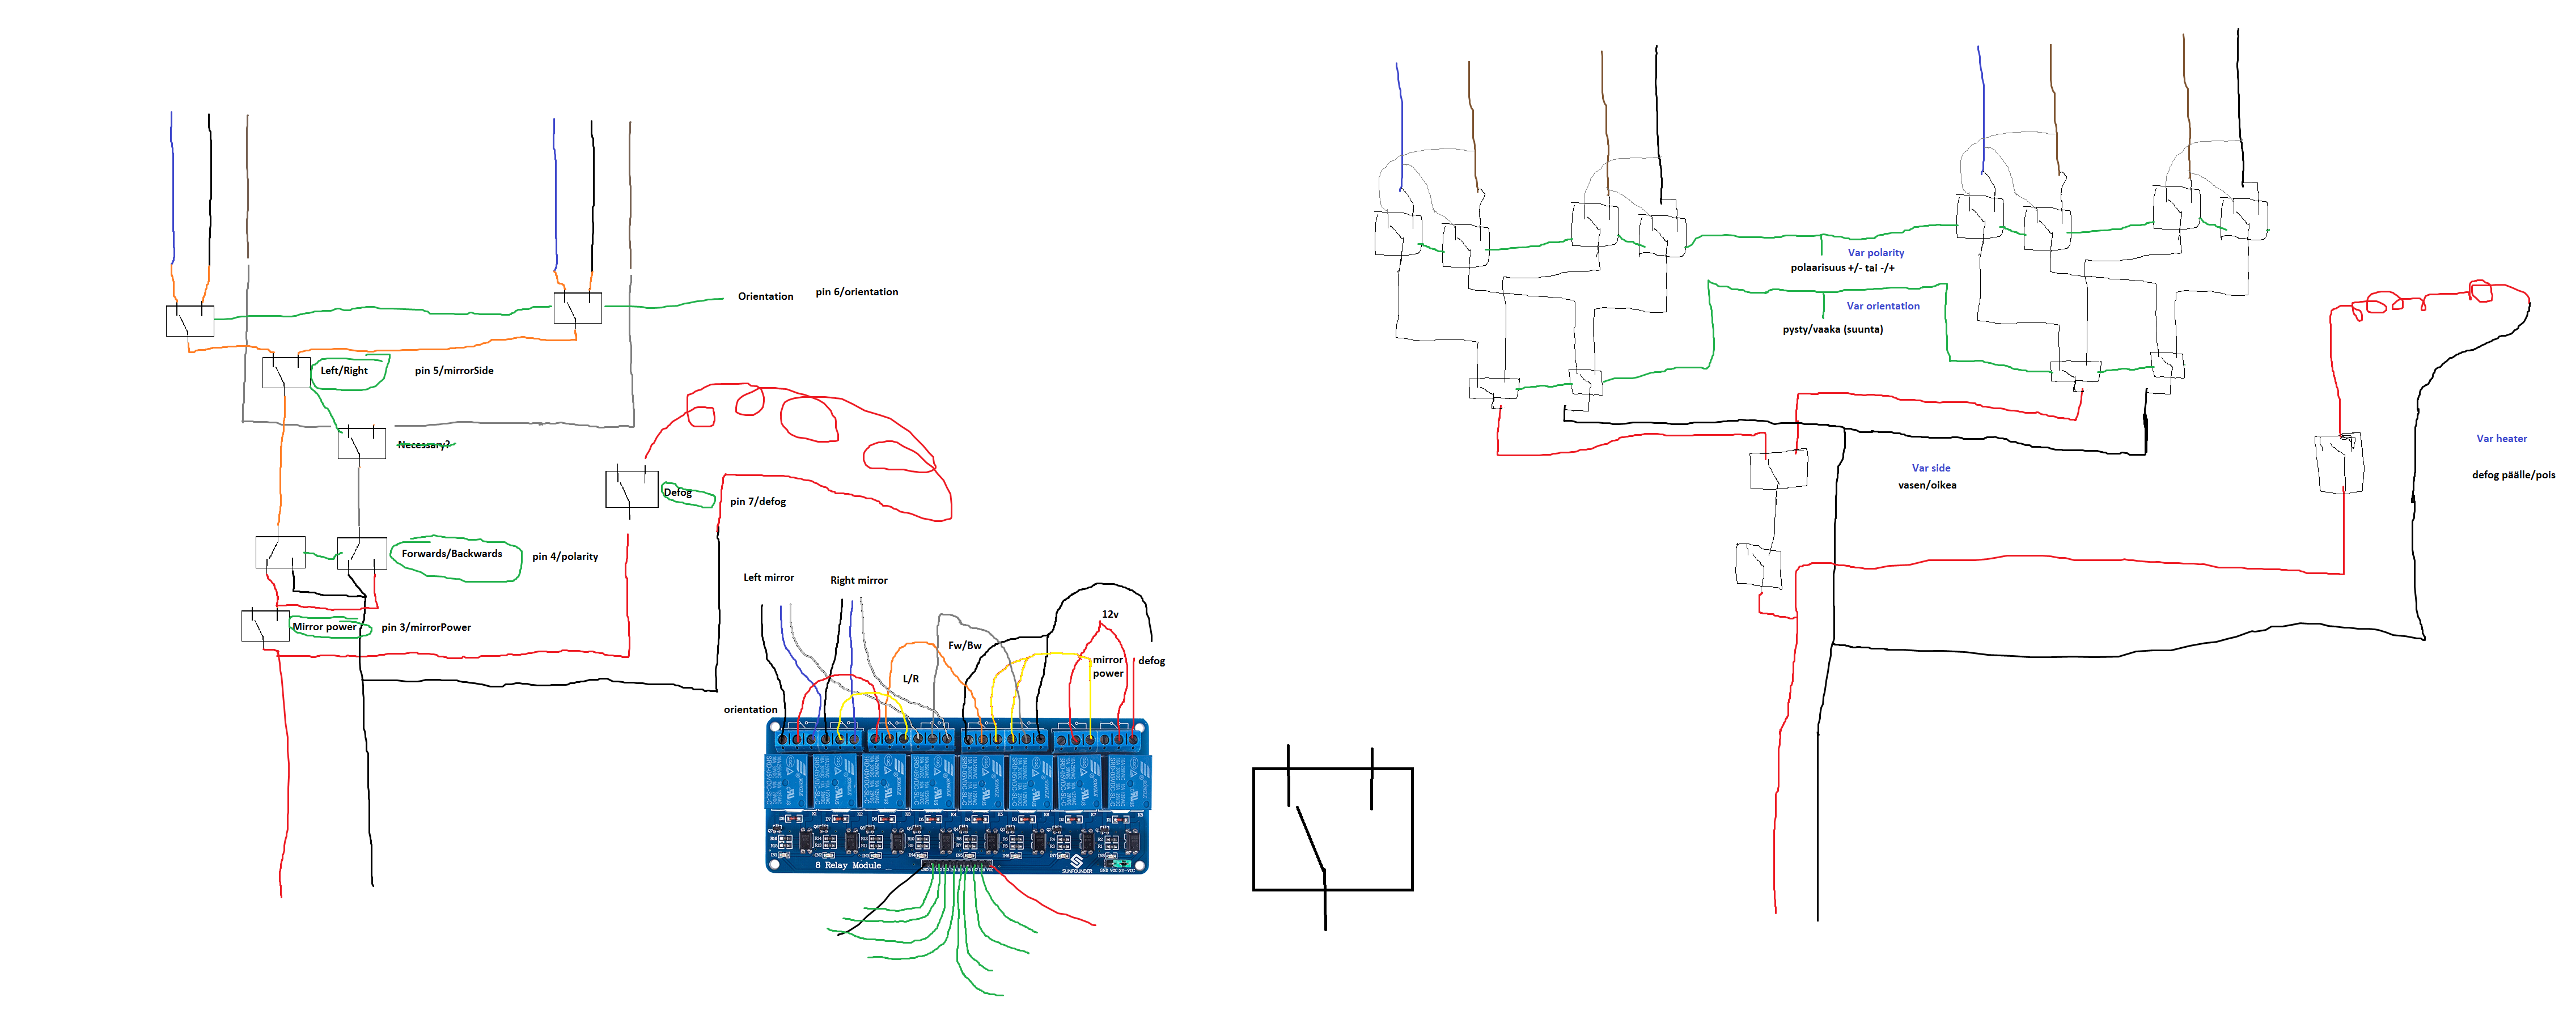 Orientation
pin 6/orientation
Left/Right
pin 5/mirrorSide
Necessary?
Defog
pin 7/defog
Forwards/Backwards
pin 4/polarity
Mirror power
pin 3/mirrorPower
Left mirror
Right mirror
12v
Fw/Bw
mirror
power
defog
L/R
orientation
8 Relay Module
SUNFOUNDER
Var polarity
polaarisuus +/- tai -/+
Var orientation
pysty/vaaka (suunta)
Var side
vasen/oikea
Var heater
defog päälle/pois